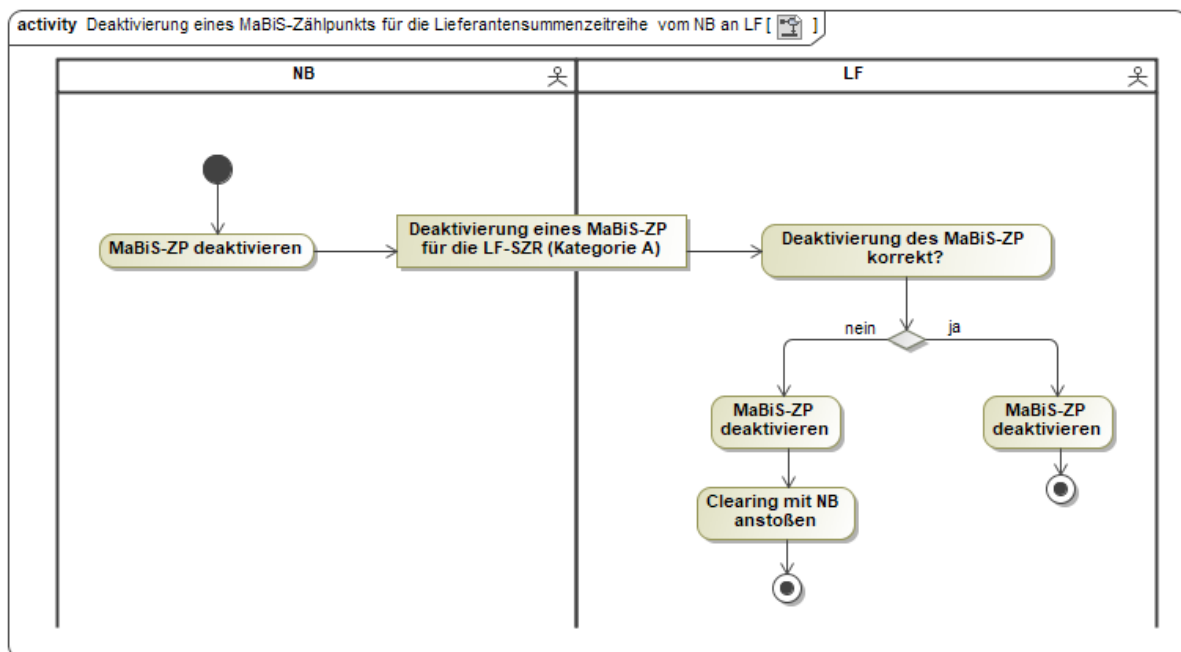 activity Deaktivierung eines MaBiS-Zählpunkts für die Lieferantensummenzeitreihe vom NB an LF [ ]
NB
LF
MaBiS-ZP deaktivieren
Deaktivierung eines MaBiS-ZP
für die LF-SZR (Kategorie A)
Deaktivierung des MaBiS-ZP
korrekt?
nein
ja
MaBiS-ZP
deaktivieren
MaBiS-ZP
deaktivieren
Clearing mit NB
anstoßen